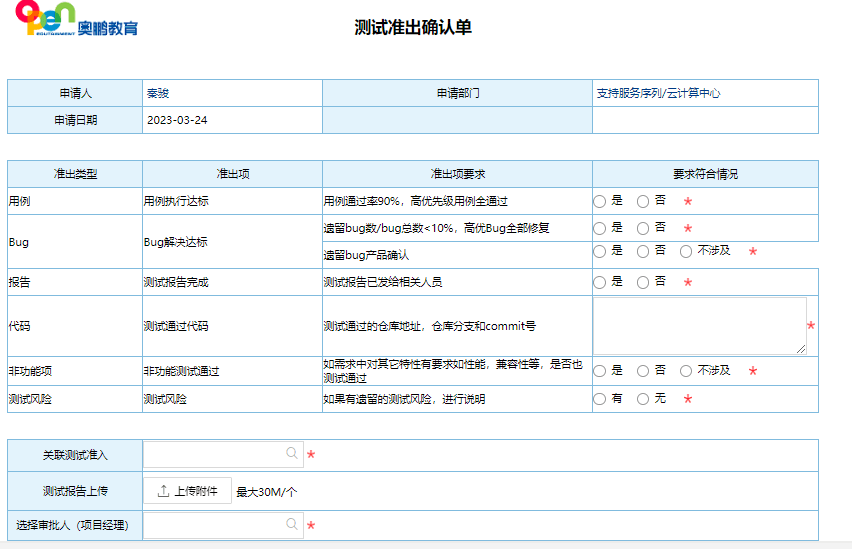 Open
EDUTAINMENT 奥鹏教育
测试准出确认单
申请人 秦骏 申请部门 支持服务序列/云计算中心
申请日期 2023-03-24
准出类型 准出项 准出项要求 要求符合情况
用例 用例执行达标 用例通过率90%，高优先级用例全通过 是 否 *
Bug Bug解决达标 遗留bug数/bug总数<10%，高优Bug全部修复 是 否 *
遗留bug产品确认 是 否 不涉及 *
报告 测试报告完成 测试报告已发给相关人员 是 否 *
代码 测试通过代码 测试通过的仓库地址，仓库分支和commit号 *
非功能项 非功能测试通过 如需求中对其它特性有要求如性能，兼容性等，是否也
测试通过 是 否 不涉及 *
测试风险 测试风险 如果有遗留的测试风险，进行说明 有 无 *
关联测试准入 *
测试报告上传 上传附件 最大30M/个
选择审批人（项目经理） *